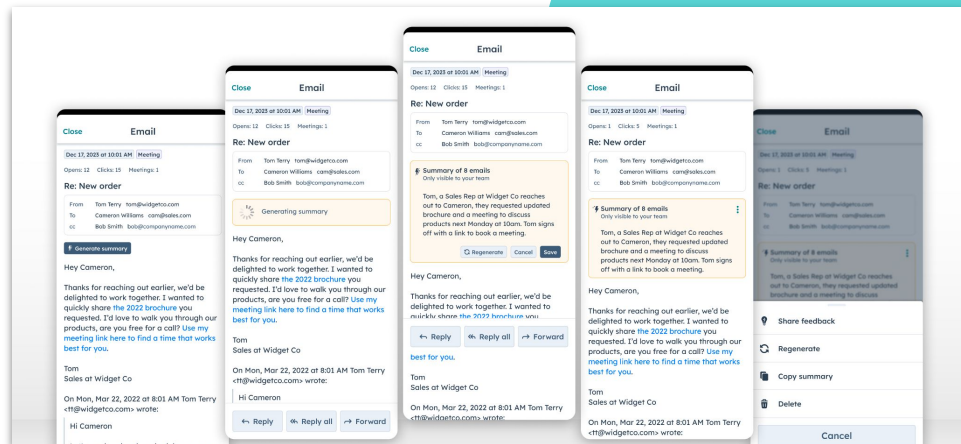 Close Email
Dec 17, 2023 at 10:01 AM Meeting
Opens: 12 Clicks: 15 Meetings: 1
Re: New order
From Tom Terry tom@widgetco.com
To Cameron Williams cam@sales.com
cc Bob Smith bob@companyname.com
Generate summary
Hey Cameron,
Thanks for reaching out earlier, we'd be
delighted to work together. I wanted to
quickly share the 2022 brochure you
requested. I'd love to walk you through our
products, are you free for a call? Use my
meeting link here to find a time that works
best for you.
Tom
Sales at Widget Co
On Mon, Mar 22, 2022 at 8:01 AM Tom Terry
<tt@widgetco.com> wrote:
Hi Cameron
Close Email
Dec 17, 2023 at 10:01 AM Meeting
Opens: 12 Clicks: 15 Meetings: 1
Re: New order
From Tom Terry tom@widgetco.com
To Cameron Williams cam@sales.com
cc Bob Smith bob@companyname.com
Generating summary
Hey Cameron,
Thanks for reaching out earlier, we'd be
delighted to work together. I wanted to
quickly share the 2022 brochure you
requested. I'd love to walk you through our
products, are you free for a call? Use my
meeting link here to find a time that works
best for you.
Tom
Sales at Widget Co
On Mon, Mar 22, 2022 at 8:01 AM Tom Terry
<tt@widgetco.com> wrote:
Hi Cameron
Reply Reply all Forward
Close Email
Dec 17, 2023 at 10:01 AM Meeting
Opens: 12 Clicks: 15 Meetings: 1
Re: New order
From Tom Terry tom@widgetco.com
To Cameron Williams cam@sales.com
cc Bob Smith bob@companyname.com
Summary of 8 emails
Only visible to your team
Tom, a Sales Rep at Widget Co reaches
out to Cameron, they requested updated
brochure and a meeting to discuss
products next Monday at 10am. Tom signs
off with a link to book a meeting.
Regenerate Cancel Save
Hey Cameron,
Thanks for reaching out earlier, we'd be
delighted to work together. I wanted to
quickly share the 2022 brochure you
Reply Reply all Forward
best for you.
Tom
Sales at Widget Co
On Mon, Mar 22, 2022 at 8:01 AM Tom Terry
<tt@widgetco.com> wrote:
Close Email
Dec 17, 2023 at 10:01 AM Meeting
Opens: 1 Clicks: 5 Meetings: 1
Re: New order
From Tom Terry tom@widgetco.com
To Cameron Williams cam@sales.com
cc Bob Smith bob@companyname.com
Summary of 8 emails
Only visible to your team
Tom, a Sales Rep at Widget Co reaches
out to Cameron, they requested updated
brochure and a meeting to discuss
products next Monday at 10am. Tom signs
off with a link to book a meeting.
Hey Cameron,
Thanks for reaching out earlier, we'd be
delighted to work together. I wanted to
quickly share the 2022 brochure you
requested. I'd love to walk you through our
products, are you free for a call? Use my
meeting link here to find a time that works
best for you.
Tom
Sales at Widget Co
On Mon, Mar 22, 2022 at 8:01 AM Tom Terry
<tt@widgetco.com> wrote:
Close Email
Dec 17, 2023 at 10:01 AM Meeting
Opens: 1 Clicks: 5 Meetings: 1
Re: New order
From Tom Terry tom@widgetco.com
To Cameron Williams cam@sales.com
cc Bob Smith bob@companyname.com
Summary of 8 emails
Only visible to your team
Tom, a Sales Rep at Widget Co reaches
out to Cameron, they requested updated
brochure and a meeting to discuss
Share feedback
Regenerate
Copy summary
Delete
Cancel